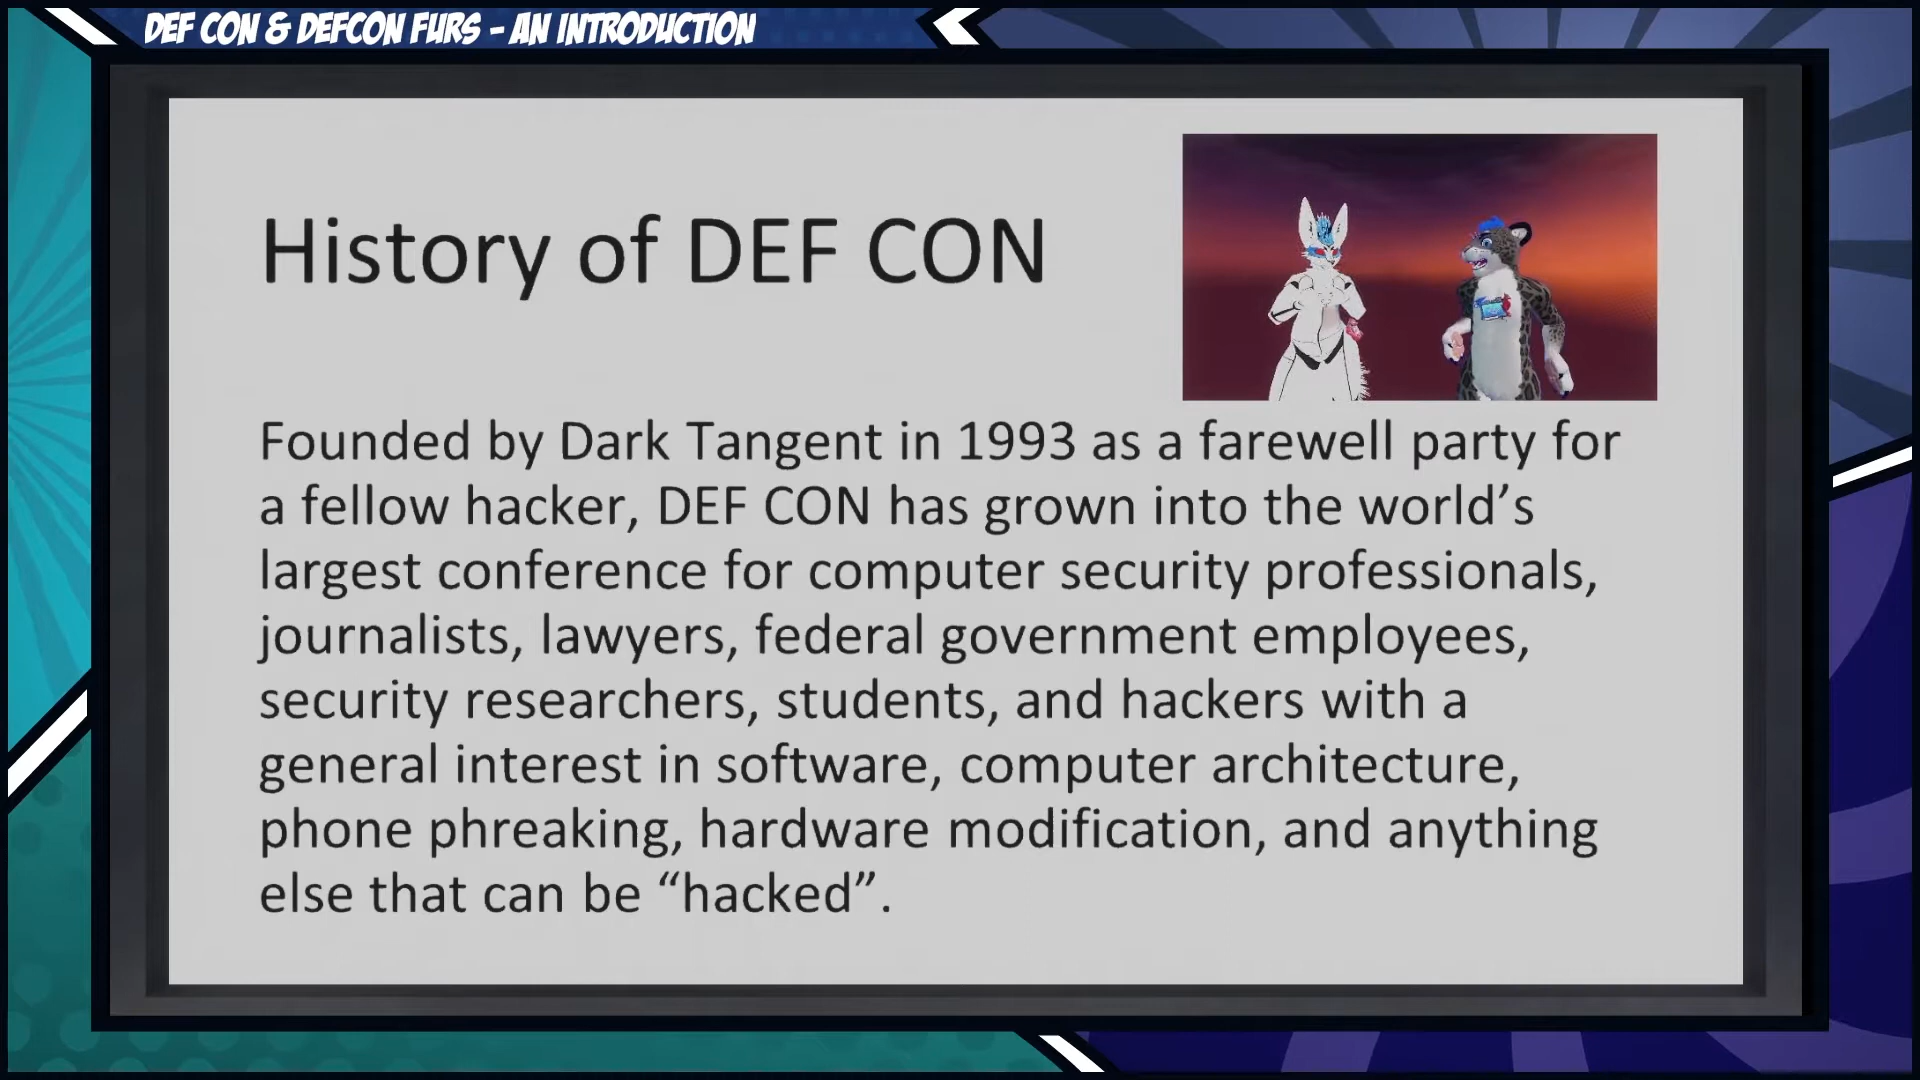 DEF CON & DEFCON FURS - AN INTRODUCTION
History of DEF CON
Founded by Dark Tangent in 1993 as a farewell party for
a fellow hacker, DEF CON has grown into the world’s
largest conference for computer security professionals,
journalists, lawyers, federal government employees,
security researchers, students, and hackers with a
general interest in software, computer architecture,
phone phreaking, hardware modification, and anything
else that can be “hacked”.